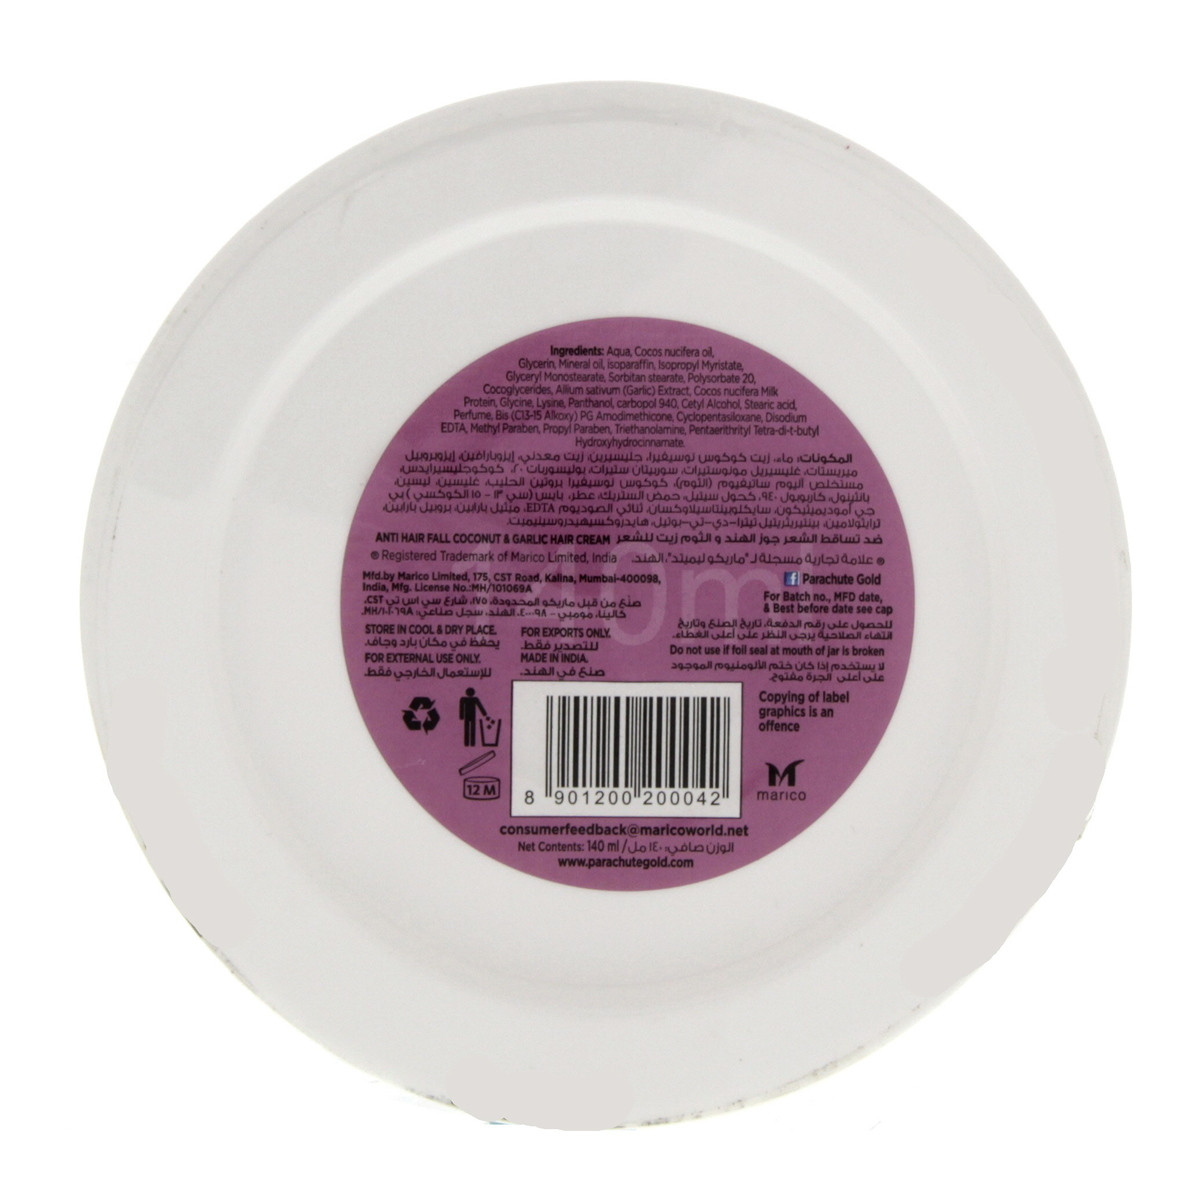 Ingredients: Aqua, Cocos nucifera oil,
Glycerin, Mineral oil, isoparaffin, Isopropyl Myristate,
Glyceryl Monostearate, Sorbitan stearate, Polysorbate 20,
Cocoglycerides, Allium sativum (Garlic) Extract, Cocos nucifera Milk
Protein, Glycine, Lysine, Panthanol, carbopol 940, Cetyl Alcohol, Stearic acid,
Perfume, Bis (C13-15 Alkoxy) PG Amodimethicone, Cyclopentasiloxane, Disodium
EDTA, Methyl Paraben, Propyl Paraben, Triethanolamine, Pentaerithrityl Tetra-di-t-butyl
Hydroxyhydrocinnamate.
المكونات: ماء، زيت كوكوس نوسيفيرا، جليسيرين، زيت معدني، إيزوبارافين، إيزوبروبيل
ميريستات، غليسيريل مونوستيرات، سوربيتان ستيرات، بوليسوربات ٢٠، كوكوجليسيرايدس،
مستخلص أليوم ساتيفيوم (الثوم)، كوكوس نوسيفيرا بروتين الحليب، غليسين، ليسين،
بانثينول، كاربوبول ٩٤٠، كحول سيتيل، حمض الستريك، عطر، بايس (سي ١٣ - ١٥ الكوكسي) بي
جي أموديميثيكون، سايكلوبينتاسيلاوكسان، ثنائي الصوديوم EDTA، ميثيل بارابين، بروبيل بارابين،
ترايثولامين، بينتيريثريتيل تيترا-دي-تي-بوتيل، هايدروكسيهيدروسينيميت.
ANTI HAIR FALL COCONUT & GARLIC HAIR CREAM ضد تساقط الشعر جوز الهند و الثوم زيت للشعر
® Registered Trademark of Marico Limited, India علامة تجارية مسجلة لـ "ماريكو ليميتد"، الهند. ®
140ml
Mfd.by Marico Limited, 175, CST Road, Kalina, Mumbai-400098,
India, Mfg. License No.:MH/101069A
صنّع من قبل ماريكو المحدودة، ١٧٥، شارع سي اس تي CST،
كالينا، مومبي - ٤٠٠٠٩٨، الهند، سجل صناعي:
STORE IN COOL & DRY PLACE.
يحفظ في مكان بارد وجاف.
FOR EXTERNAL USE ONLY.
للإستعمال الخارجي فقط.
FOR EXPORTS ONLY.
للتصدير فقط.
MADE IN INDIA.
صنع في الهند.
f Parachute Gold
For Batch no., MFD date,
& Best before date see cap
للحصول على رقم الدفعة، تاريخ الصنع وتاريخ
انتهاء الصلاحية يرجى النظر على أعلى الغطاء.
Do not use if foil seal at mouth of jar is broken
لا يستخدم إذا كان ختم الألومنيوم الموجود
على أعلى الجرة مفتوح.
Copying of label
graphics is an
offence
12 M
8 901200 200042
marico
consumerfeedback@maricoworld.net
Net Contents: 140 ml / الوزن صافي: ١٤٠ مل
www.parachutegold.com